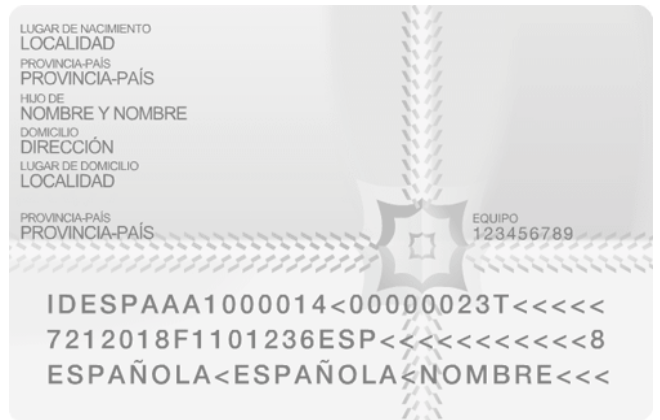 LUGAR DE NACIMIENTO
LOCALIDAD
PROVINCIA-PAÍS
PROVINCIA-PAÍS
HIJO DE
NOMBRE Y NOMBRE
DOMICILIO
DIRECCIÓN
LUGAR DE DOMICILIO
LOCALIDAD
PROVINCIA-PAÍS
PROVINCIA-PAÍS
EQUIPO
123456789
IDESPAAA1000014<00000023T<<<<<
7212018F1101236ESP<<<<<<<<<<<8
ESPAÑOLA<ESPAÑOLA<NOMBRE<<<